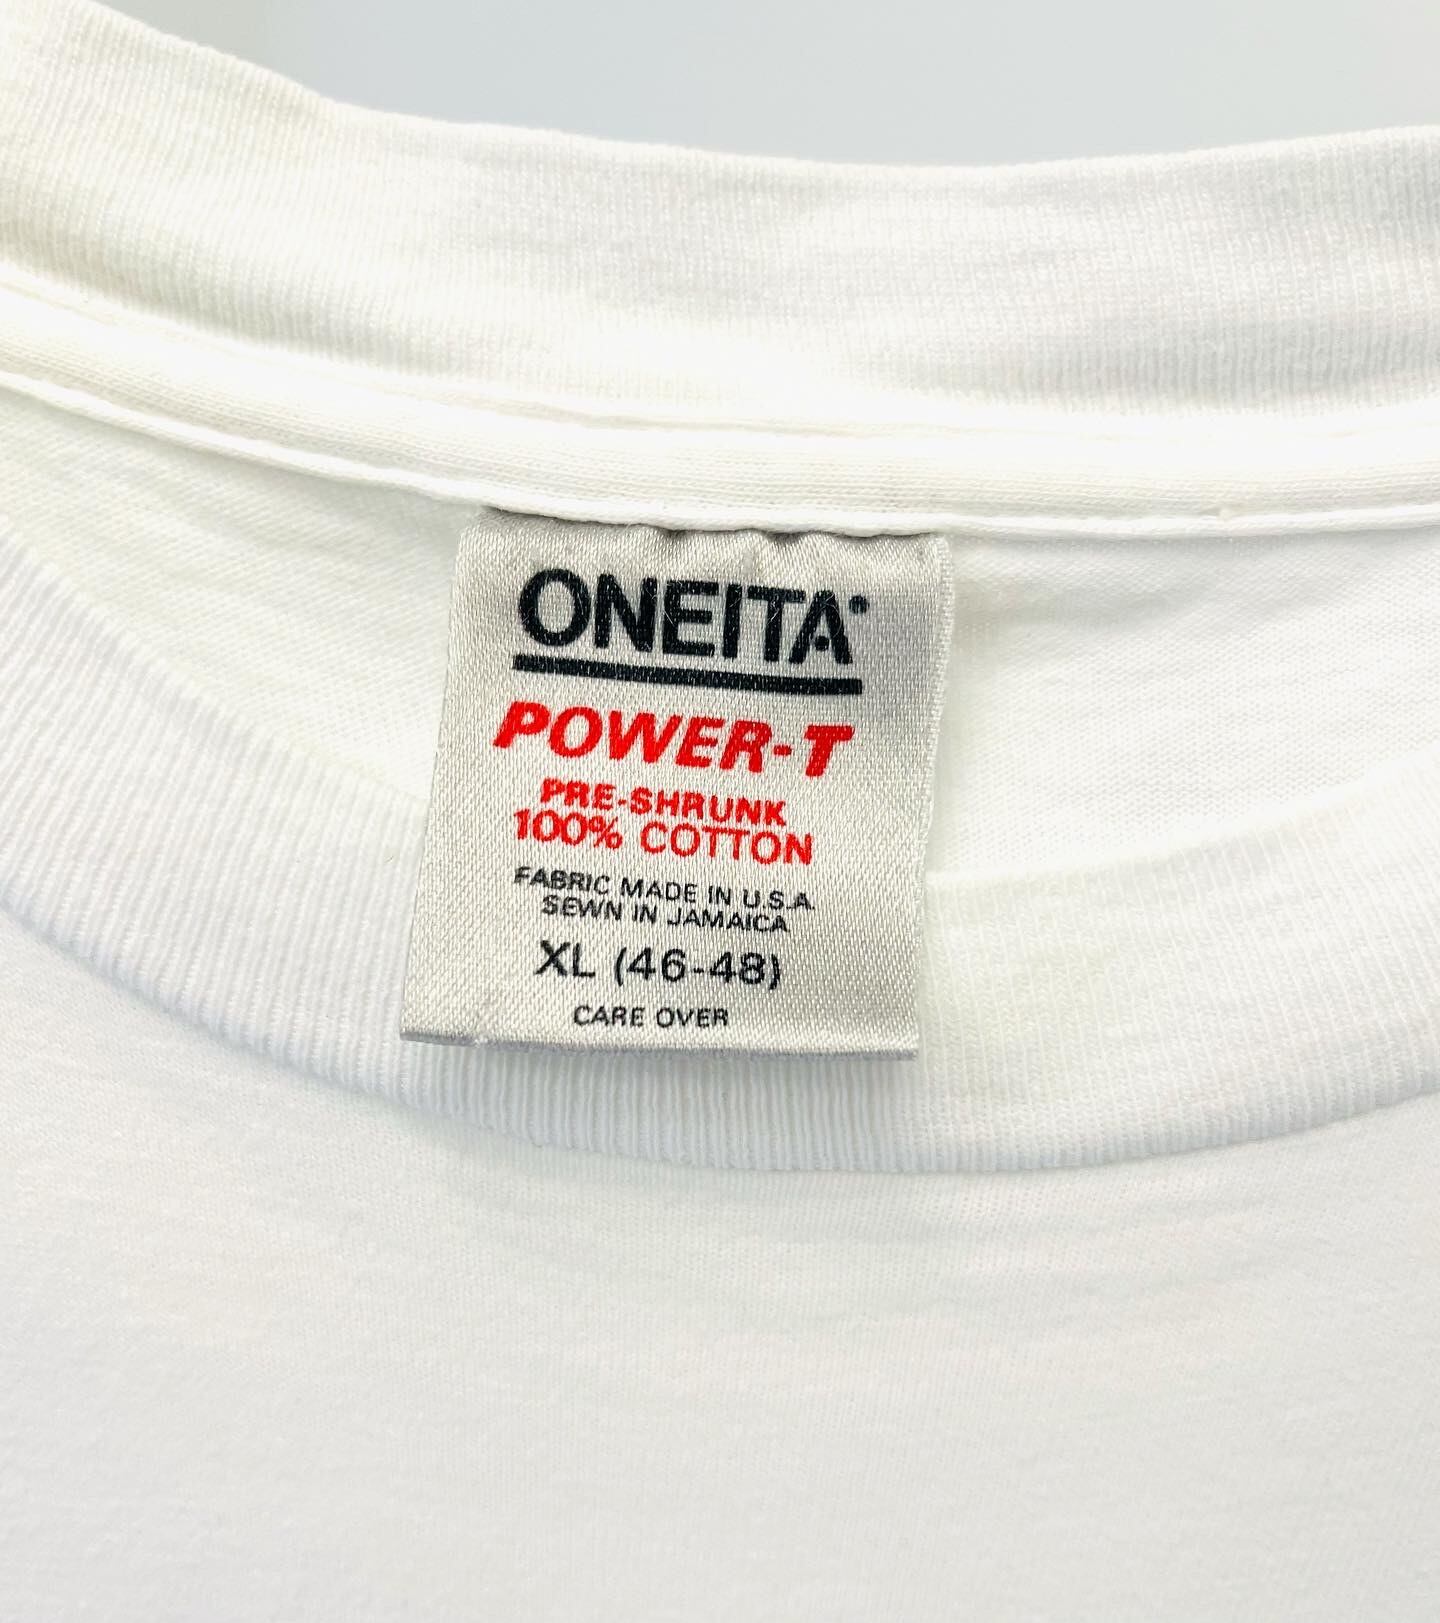 ONEITA®
POWER-T
PRE-SHRUNK
100% COTTON
FABRIC MADE IN U.S.A.
SEWN IN JAMAICA
XL (46-48)
CARE OVER